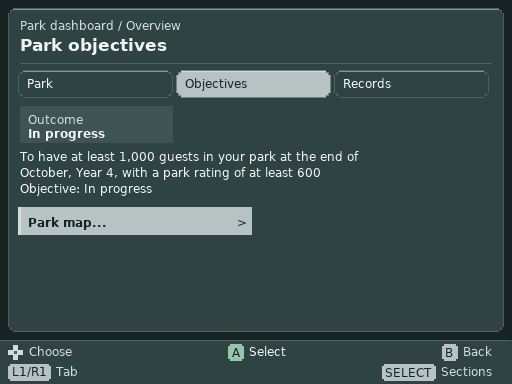 Park dashboard / Overview
Park objectives
Park
Objectives
Records
Outcome
In progress
To have at least 1,000 guests in your park at the end of
October, Year 4, with a park rating of at least 600
Objective: In progress
Park map... >
Choose
A Select
B Back
L1/R1 Tab
SELECT Sections